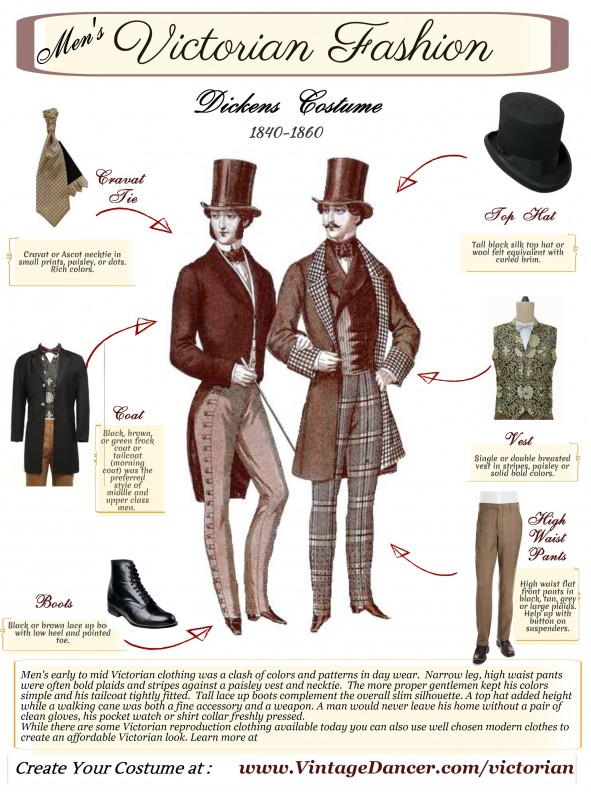 Men's Victorian Fashion
Dickens Costume
1840-1860
Cravat
Tie
Cravat or Ascot necktie in
small prints, paisley, or dots.
Rich colors.
Top Hat
Tall black silk top hat or
wool felt equivalent with
curled brim.
Coat
Black, brown,
or green frock
coat or
tailcoat
(morning
coat) was the
preferred
style of
middle and
upper class
men.
Vest
Single or double breasted
vest in stripes, paisley or
solid bold colors.
High
Waist
Pants
High waist flat
front pants in
black, tan, grey
or large plaids.
Help up with
button on
suspenders.
Boots
Black or brown lace up bo
with low heel and pointed
toe.
Men's early to mid Victorian clothing was a clash of colors and patterns in day wear. Narrow leg, high waist pants
were often bold plaids and stripes against a paisley vest and necktie. The more proper gentlemen kept his colors
simple and his tailcoat tightly fitted. Tall lace up boots complement the overall slim silhouette. A top hat added height
while a walking cane was both a fine accessory and a weapon. A man would never leave his home without a pair of
clean gloves, his pocket watch or shirt collar freshly pressed.
While there are some Victorian reproduction clothing available today you can also use well chosen modern clothes to
create an affordable Victorian look. Learn more at
Create Your Costume at : www.VintageDancer.com/victorian